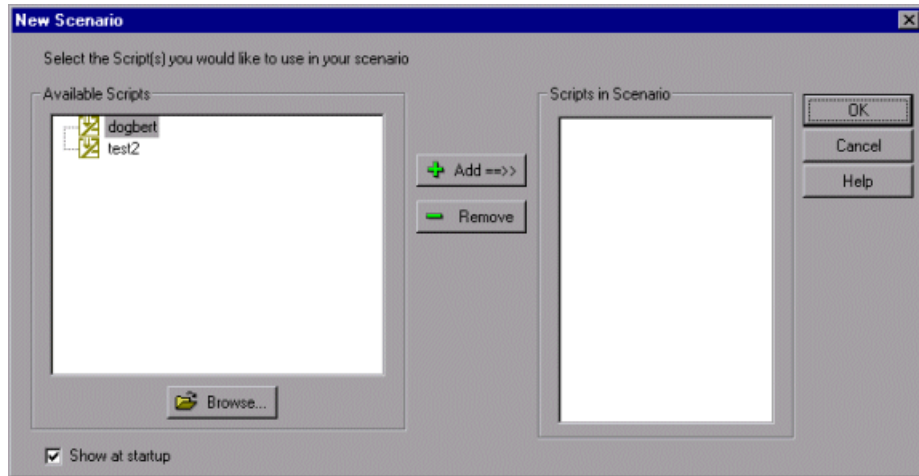 New Scenario
Select the Script(s) you would like to use in your scenario
Available Scripts
dogbert
test2
Add ==>>
Remove
Browse...
Scripts in Scenario
OK
Cancel
Help
Show at startup